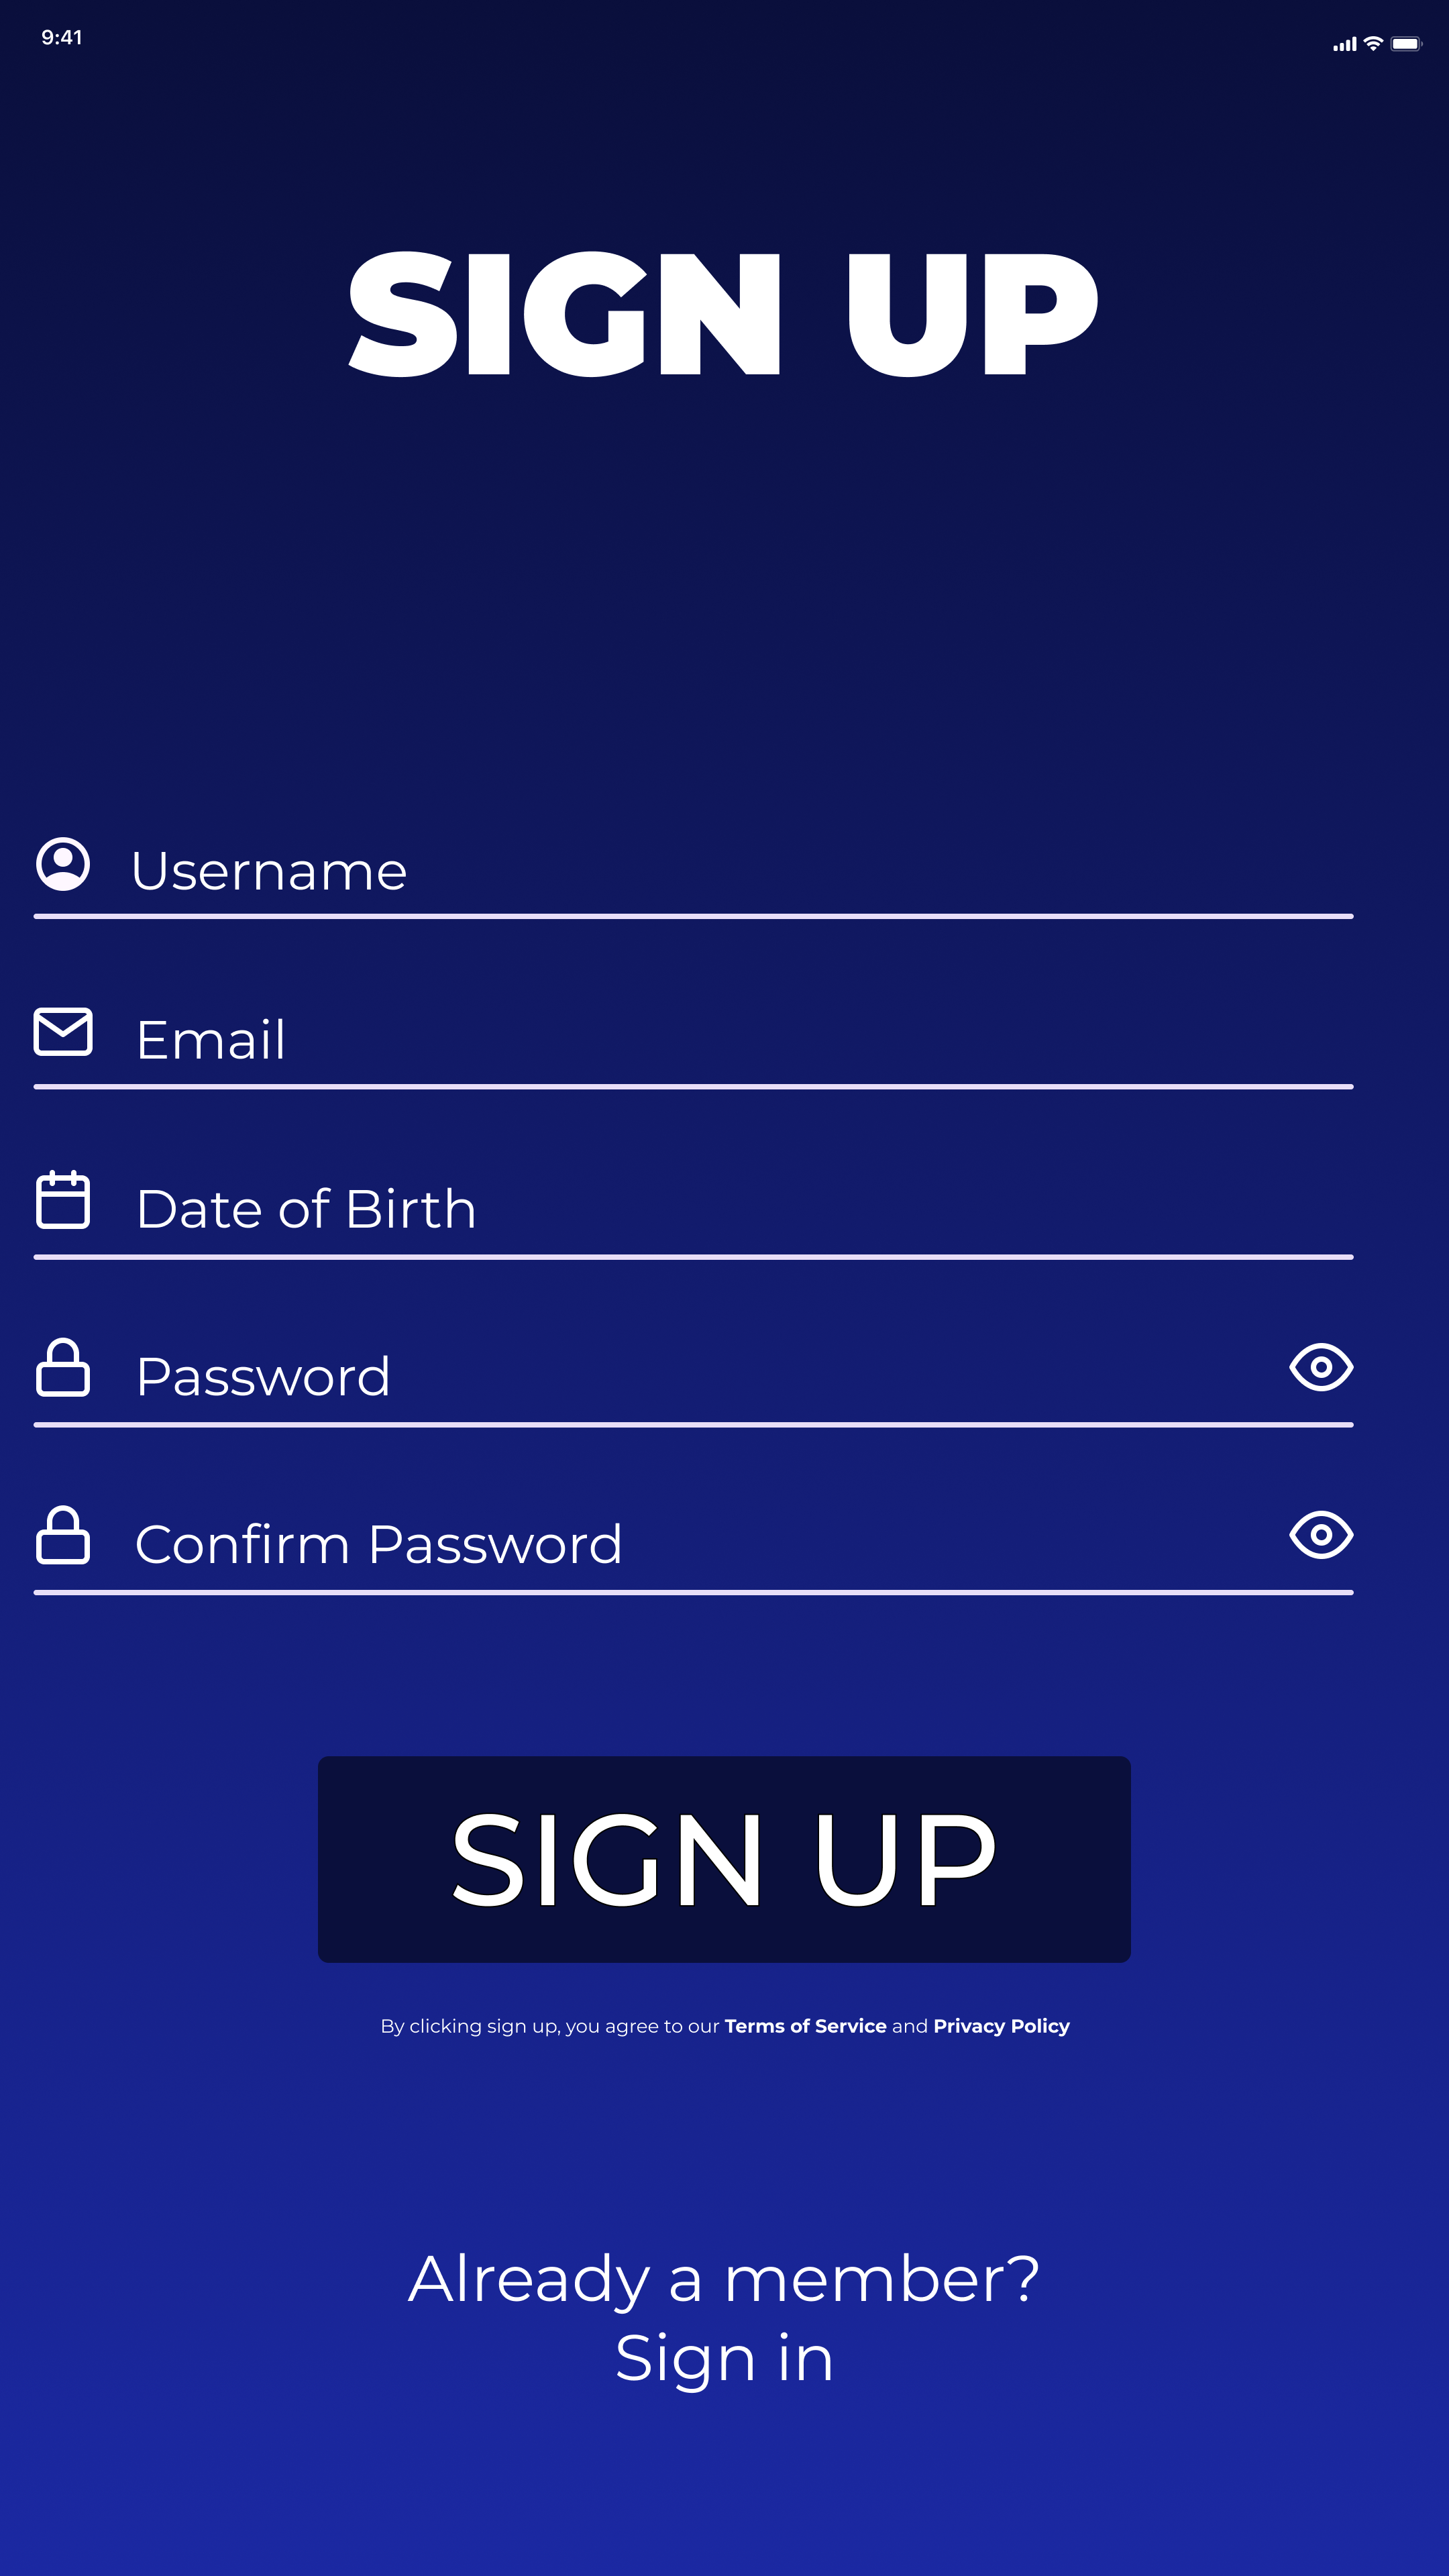 9:41
SIGN UP
Username
Email
Date of Birth
Password
Confirm Password
SIGN UP
By clicking sign up, you agree to our Terms of Service and Privacy Policy
Already a member?
Sign in